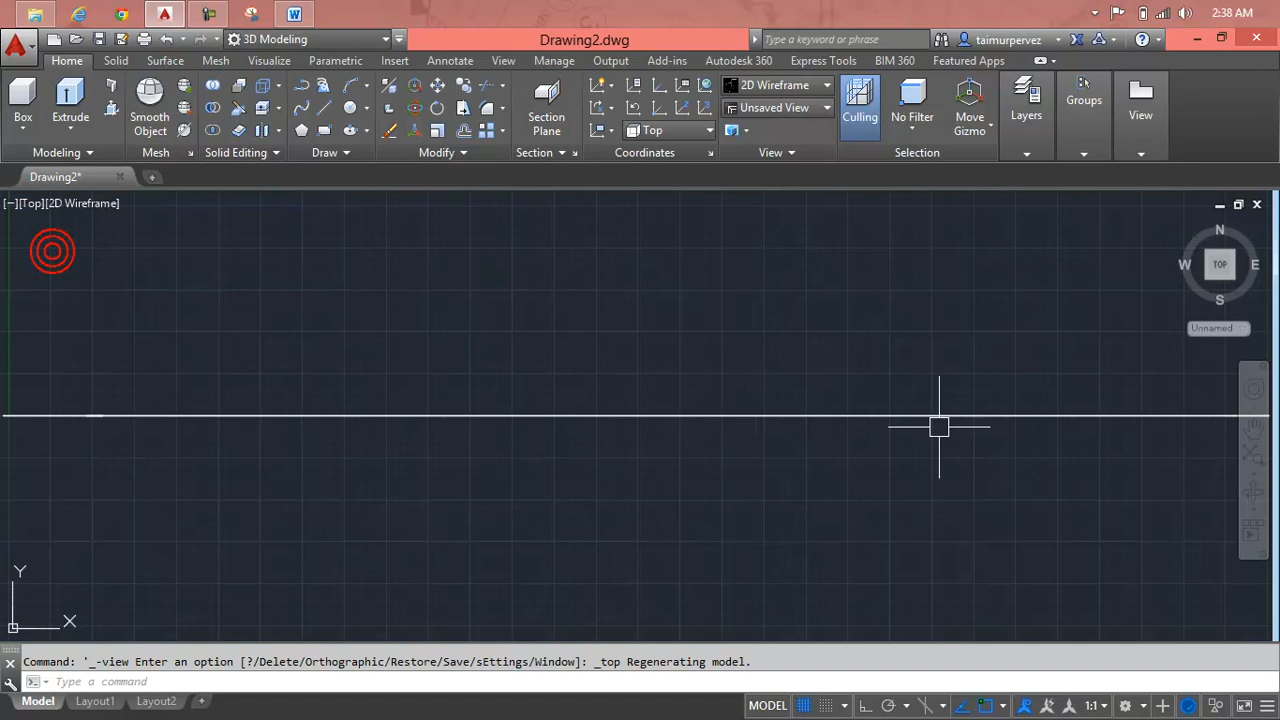 2:38 AM
3D Modeling
Drawing2.dwg
Type a keyword or phrase
taimurpervez
Home Solid Surface Mesh Visualize Parametric Insert Annotate View Manage Output Add-ins Autodesk 360 Express Tools BIM 360 Featured Apps
2D Wireframe
Unsaved View
Top
Box Extrude Smooth Object Section Plane Culling No Filter Move Gizmo Layers Groups View
Modeling Mesh Solid Editing Draw Modify Section Coordinates View Selection
Drawing2*
[−][Top][2D Wireframe]
N
W TOP E
S
Unnamed
Y
X
Command: '_-view Enter an option [?/Delete/Orthographic/Restore/Save/sEttings/Window]: _top Regenerating model.
Type a command
Model Layout1 Layout2 MODEL 1:1